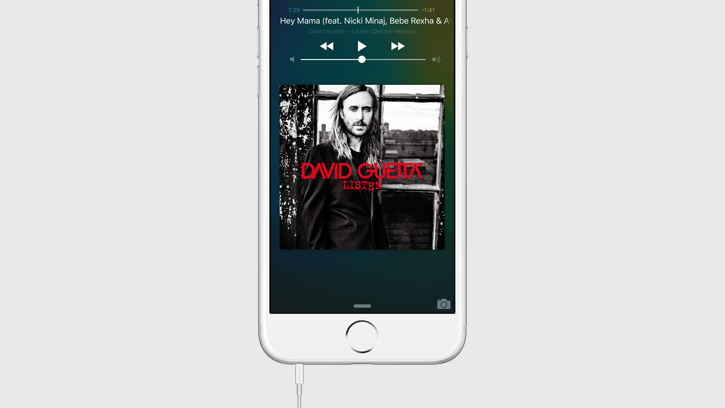 1:29 -1:41
Hey Mama (feat. Nicki Minaj, Bebe Rexha & A
David Guetta – Listen (Deluxe Version)
DAVID GUETTA
LISTEN